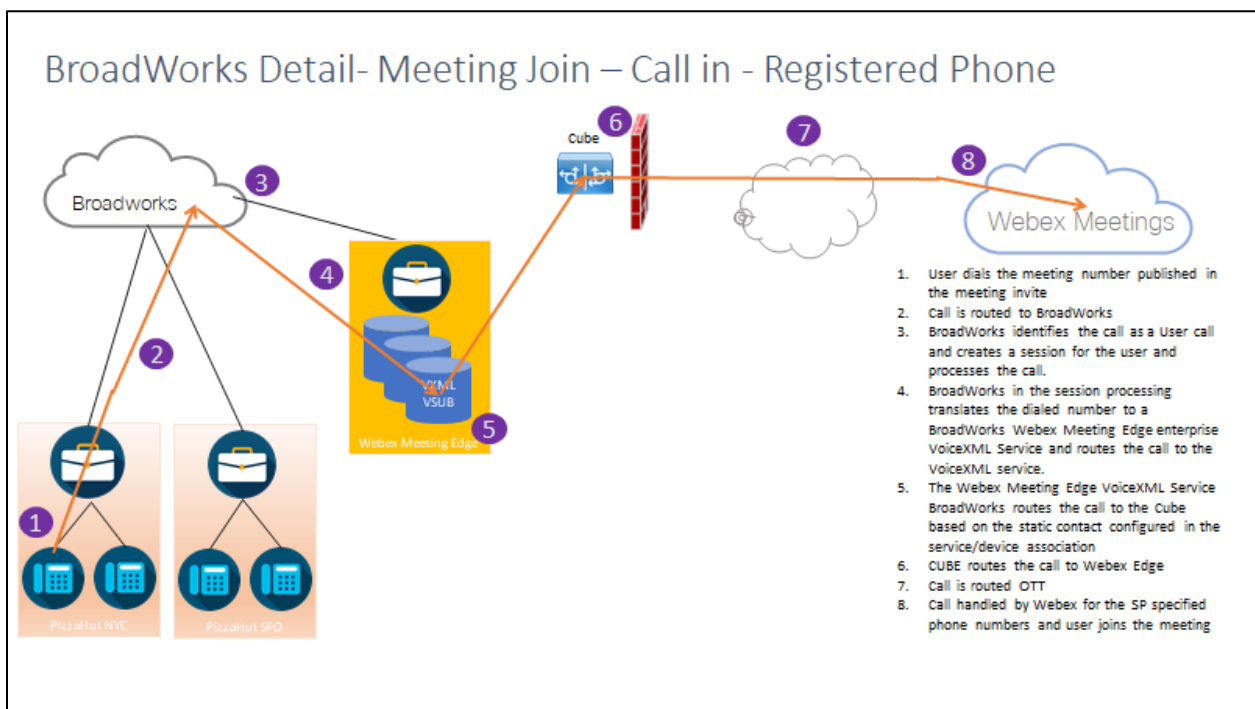 BroadWorks Detail- Meeting Join – Call in - Registered Phone
6
Cube
7
8
3
Broadworks
Webex Meetings
4
2
VXML
VSUB
5
Webex Meeting Edge
1
PizzaHut NYC
PizzaHut SFO
1. User dials the meeting number published in
the meeting invite
2. Call is routed to BroadWorks
3. BroadWorks identifies the call as a User call
and creates a session for the user and
processes the call.
4. BroadWorks in the session processing
translates the dialed number to a
BroadWorks Webex Meeting Edge enterprise
VoiceXML Service and routes the call to the
VoiceXML service.
5. The Webex Meeting Edge VoiceXML Service
BroadWorks routes the call to the Cube
based on the static contact configured in the
service/device association
6. CUBE routes the call to Webex Edge
7. Call is routed OTT
8. Call handled by Webex for the SP specified
phone numbers and user joins the meeting